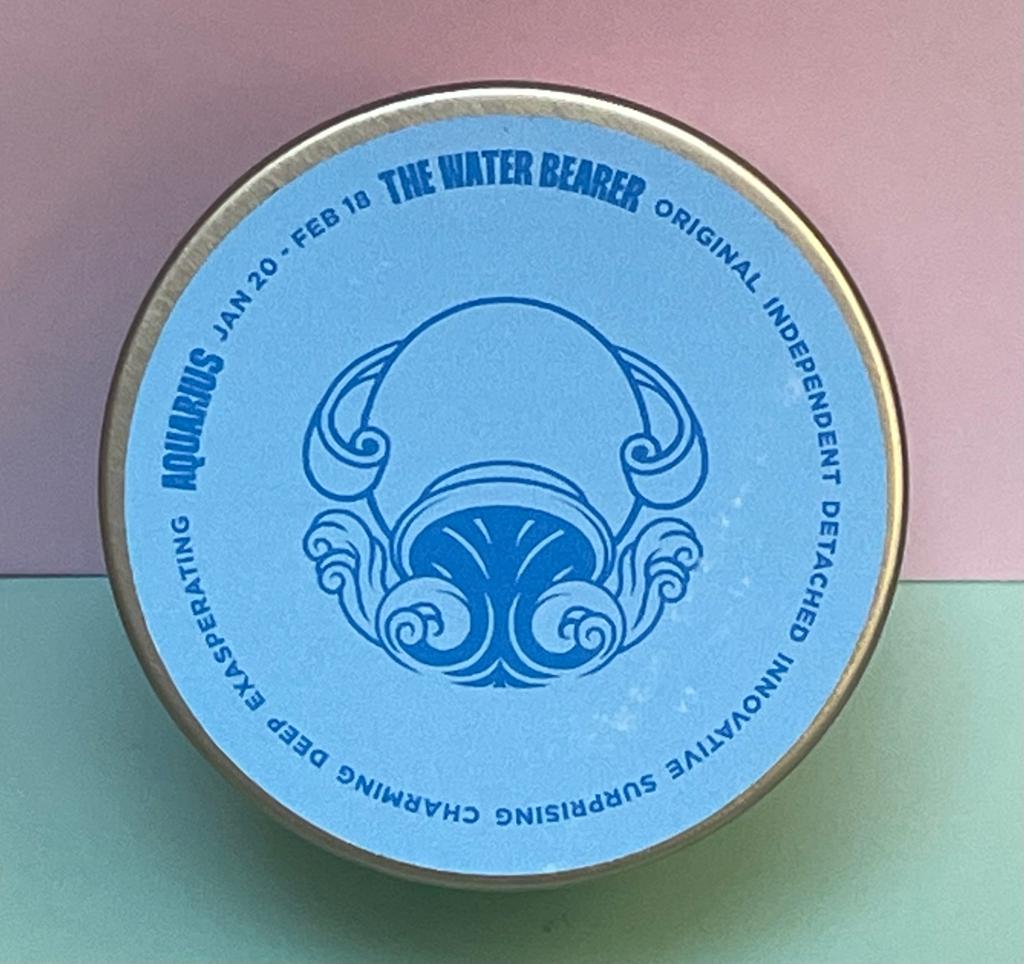 AQUARIUS JAN 20 - FEB 18 THE WATER BEARER ORIGINAL INDEPENDENT DETACHED INNOVATIVE SURPRISING CHARMING DEEP EXASPERATING